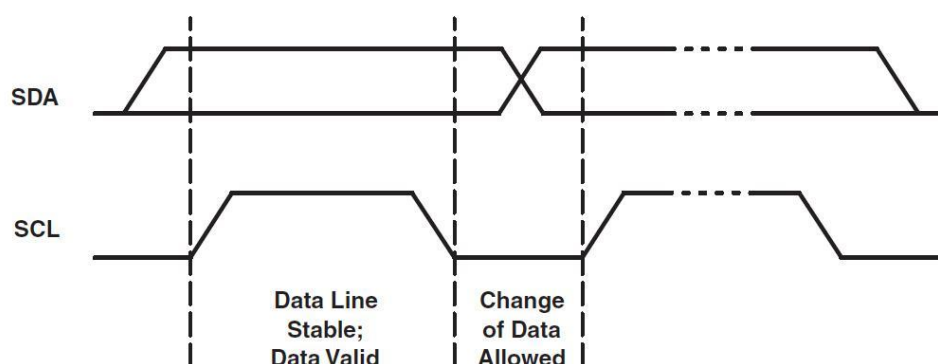 SDA
SCL
Data Line
Stable;
Data Valid
Change
of Data
Allowed